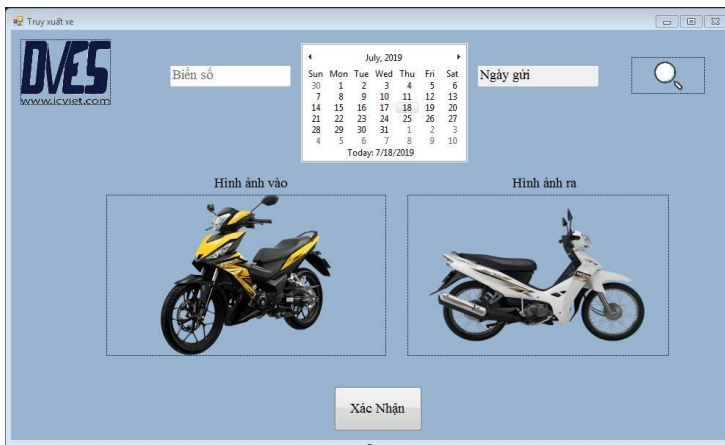 Truy xuất xe
DVES
www.icviet.com
Biển số
July, 2019
Sun Mon Tue Wed Thu Fri Sat
30 1 2 3 4 5 6
7 8 9 10 11 12 13
14 15 16 17 18 19 20
21 22 23 24 25 26 27
28 29 30 31 1 2 3
4 5 6 7 8 9 10
Today: 7/18/2019
Ngày gửi
Hình ảnh vào
Hình ảnh ra
Xác Nhận